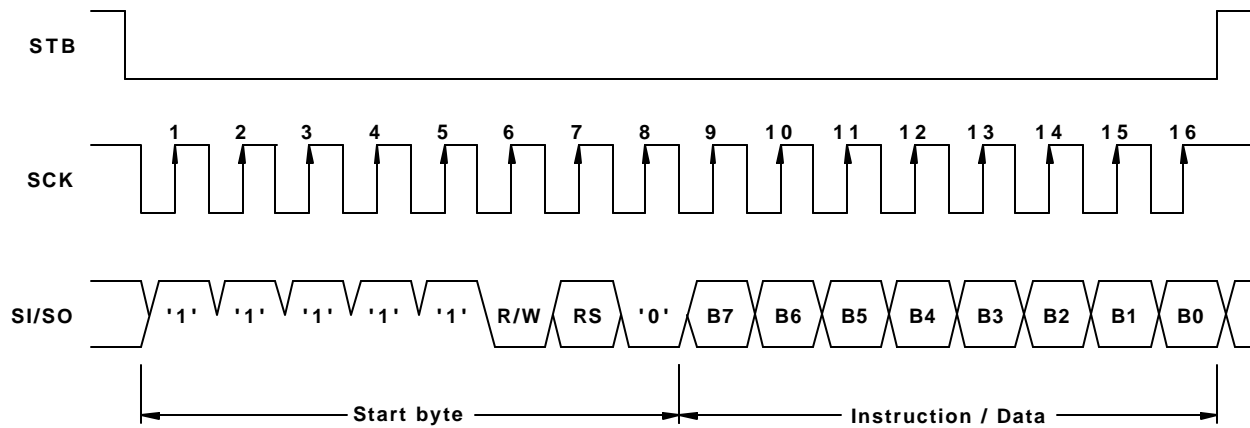 STB
1 2 3 4 5 6 7 8 9 10 11 12 13 14 15 16
SCK
SI/SO '1' '1' '1' '1' '1' R/W RS '0' B7 B6 B5 B4 B3 B2 B1 B0
Start byte Instruction / Data